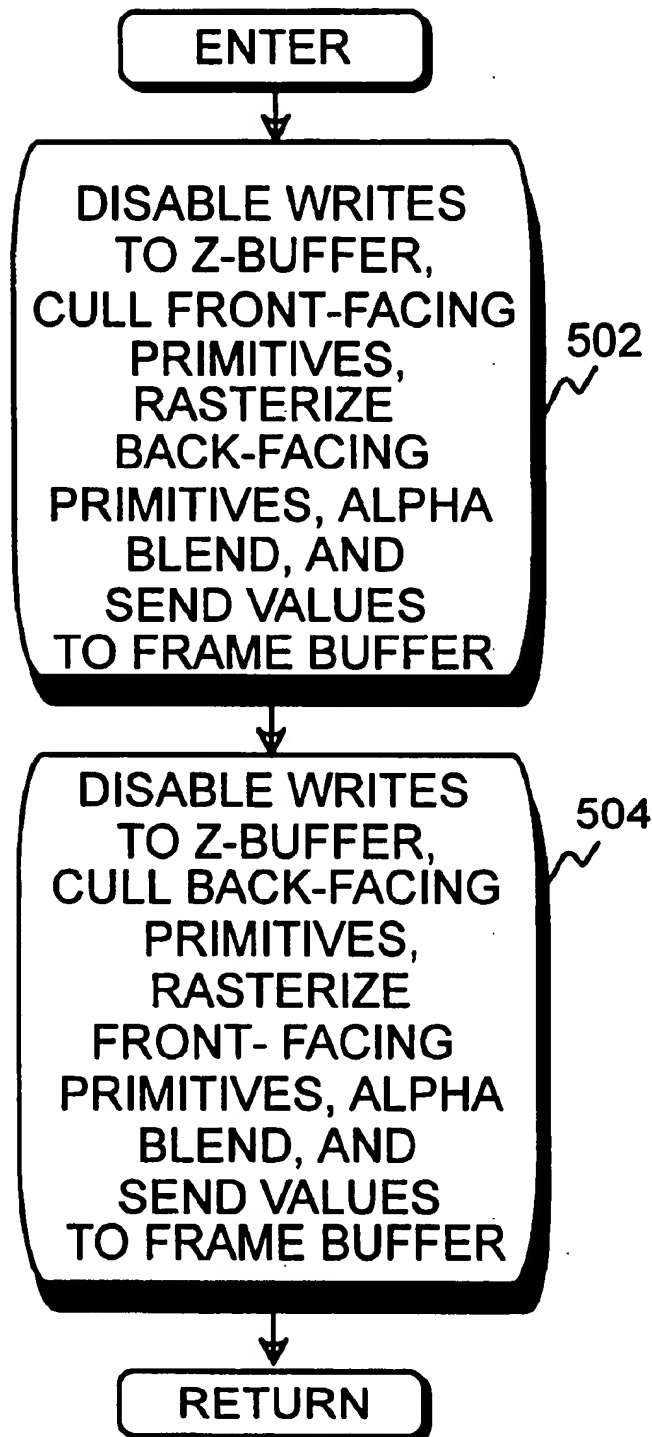 ENTER
DISABLE WRITES
TO Z-BUFFER,
CULL FRONT-FACING
PRIMITIVES,
RASTERIZE
BACK-FACING
PRIMITIVES, ALPHA
BLEND, AND
SEND VALUES
TO FRAME BUFFER
502
DISABLE WRITES
TO Z-BUFFER,
CULL BACK-FACING
PRIMITIVES,
RASTERIZE
FRONT- FACING
PRIMITIVES, ALPHA
BLEND, AND
SEND VALUES
TO FRAME BUFFER
504
RETURN